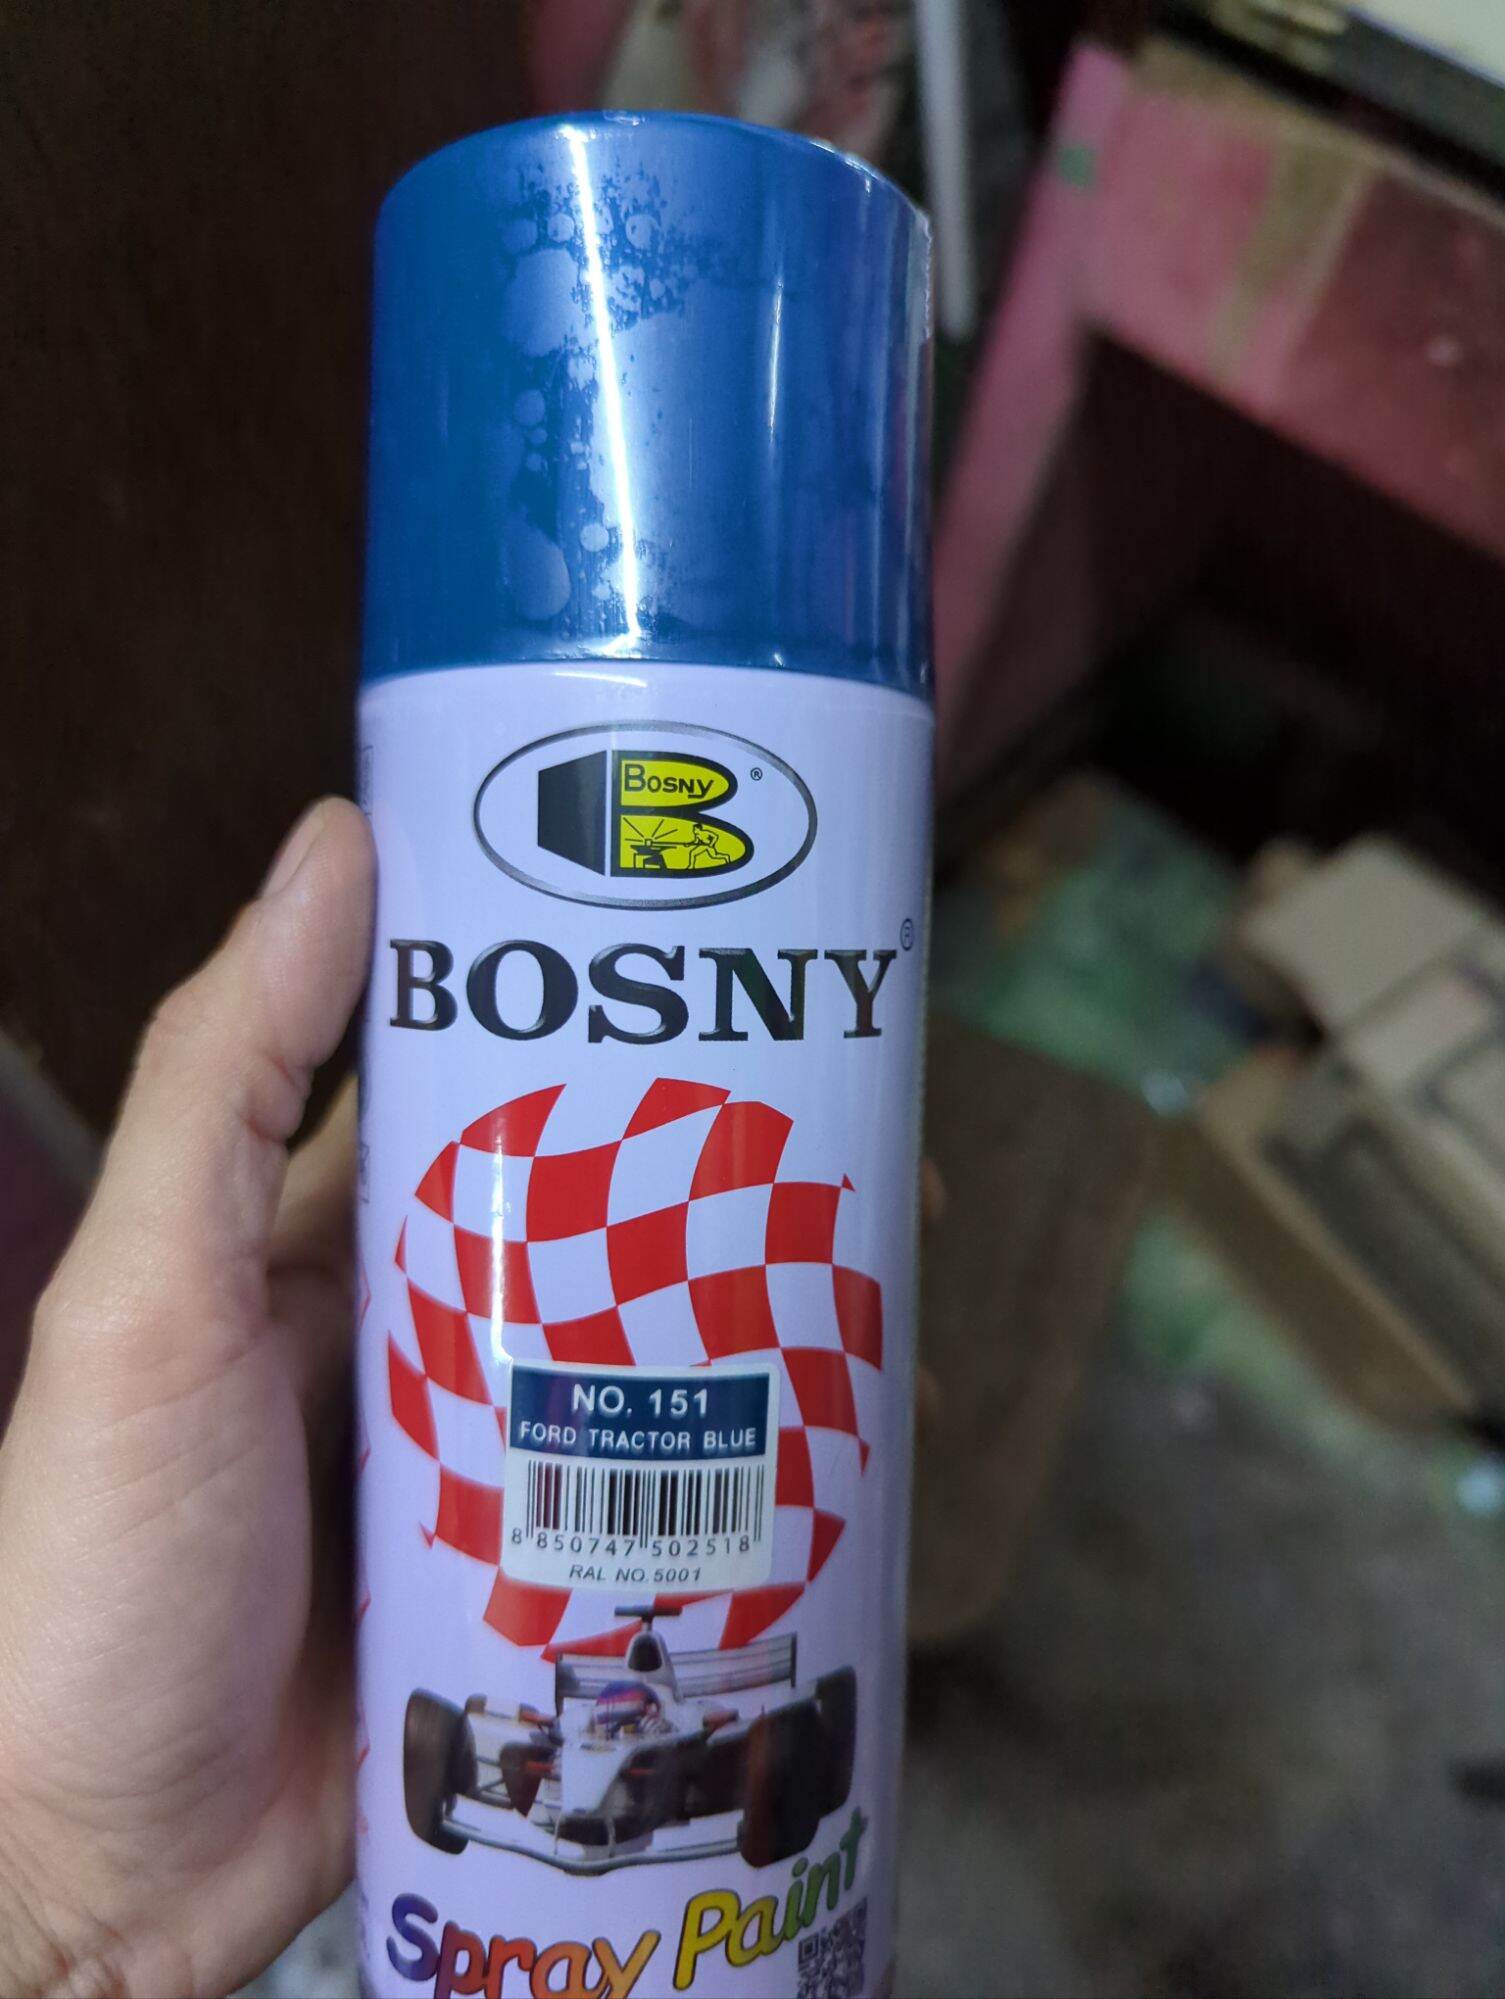 BOSNY ®
BOSNY ®
NO. 151
FORD TRACTOR BLUE
8 850747 502518
RAL NO. 5001
Spray Paint